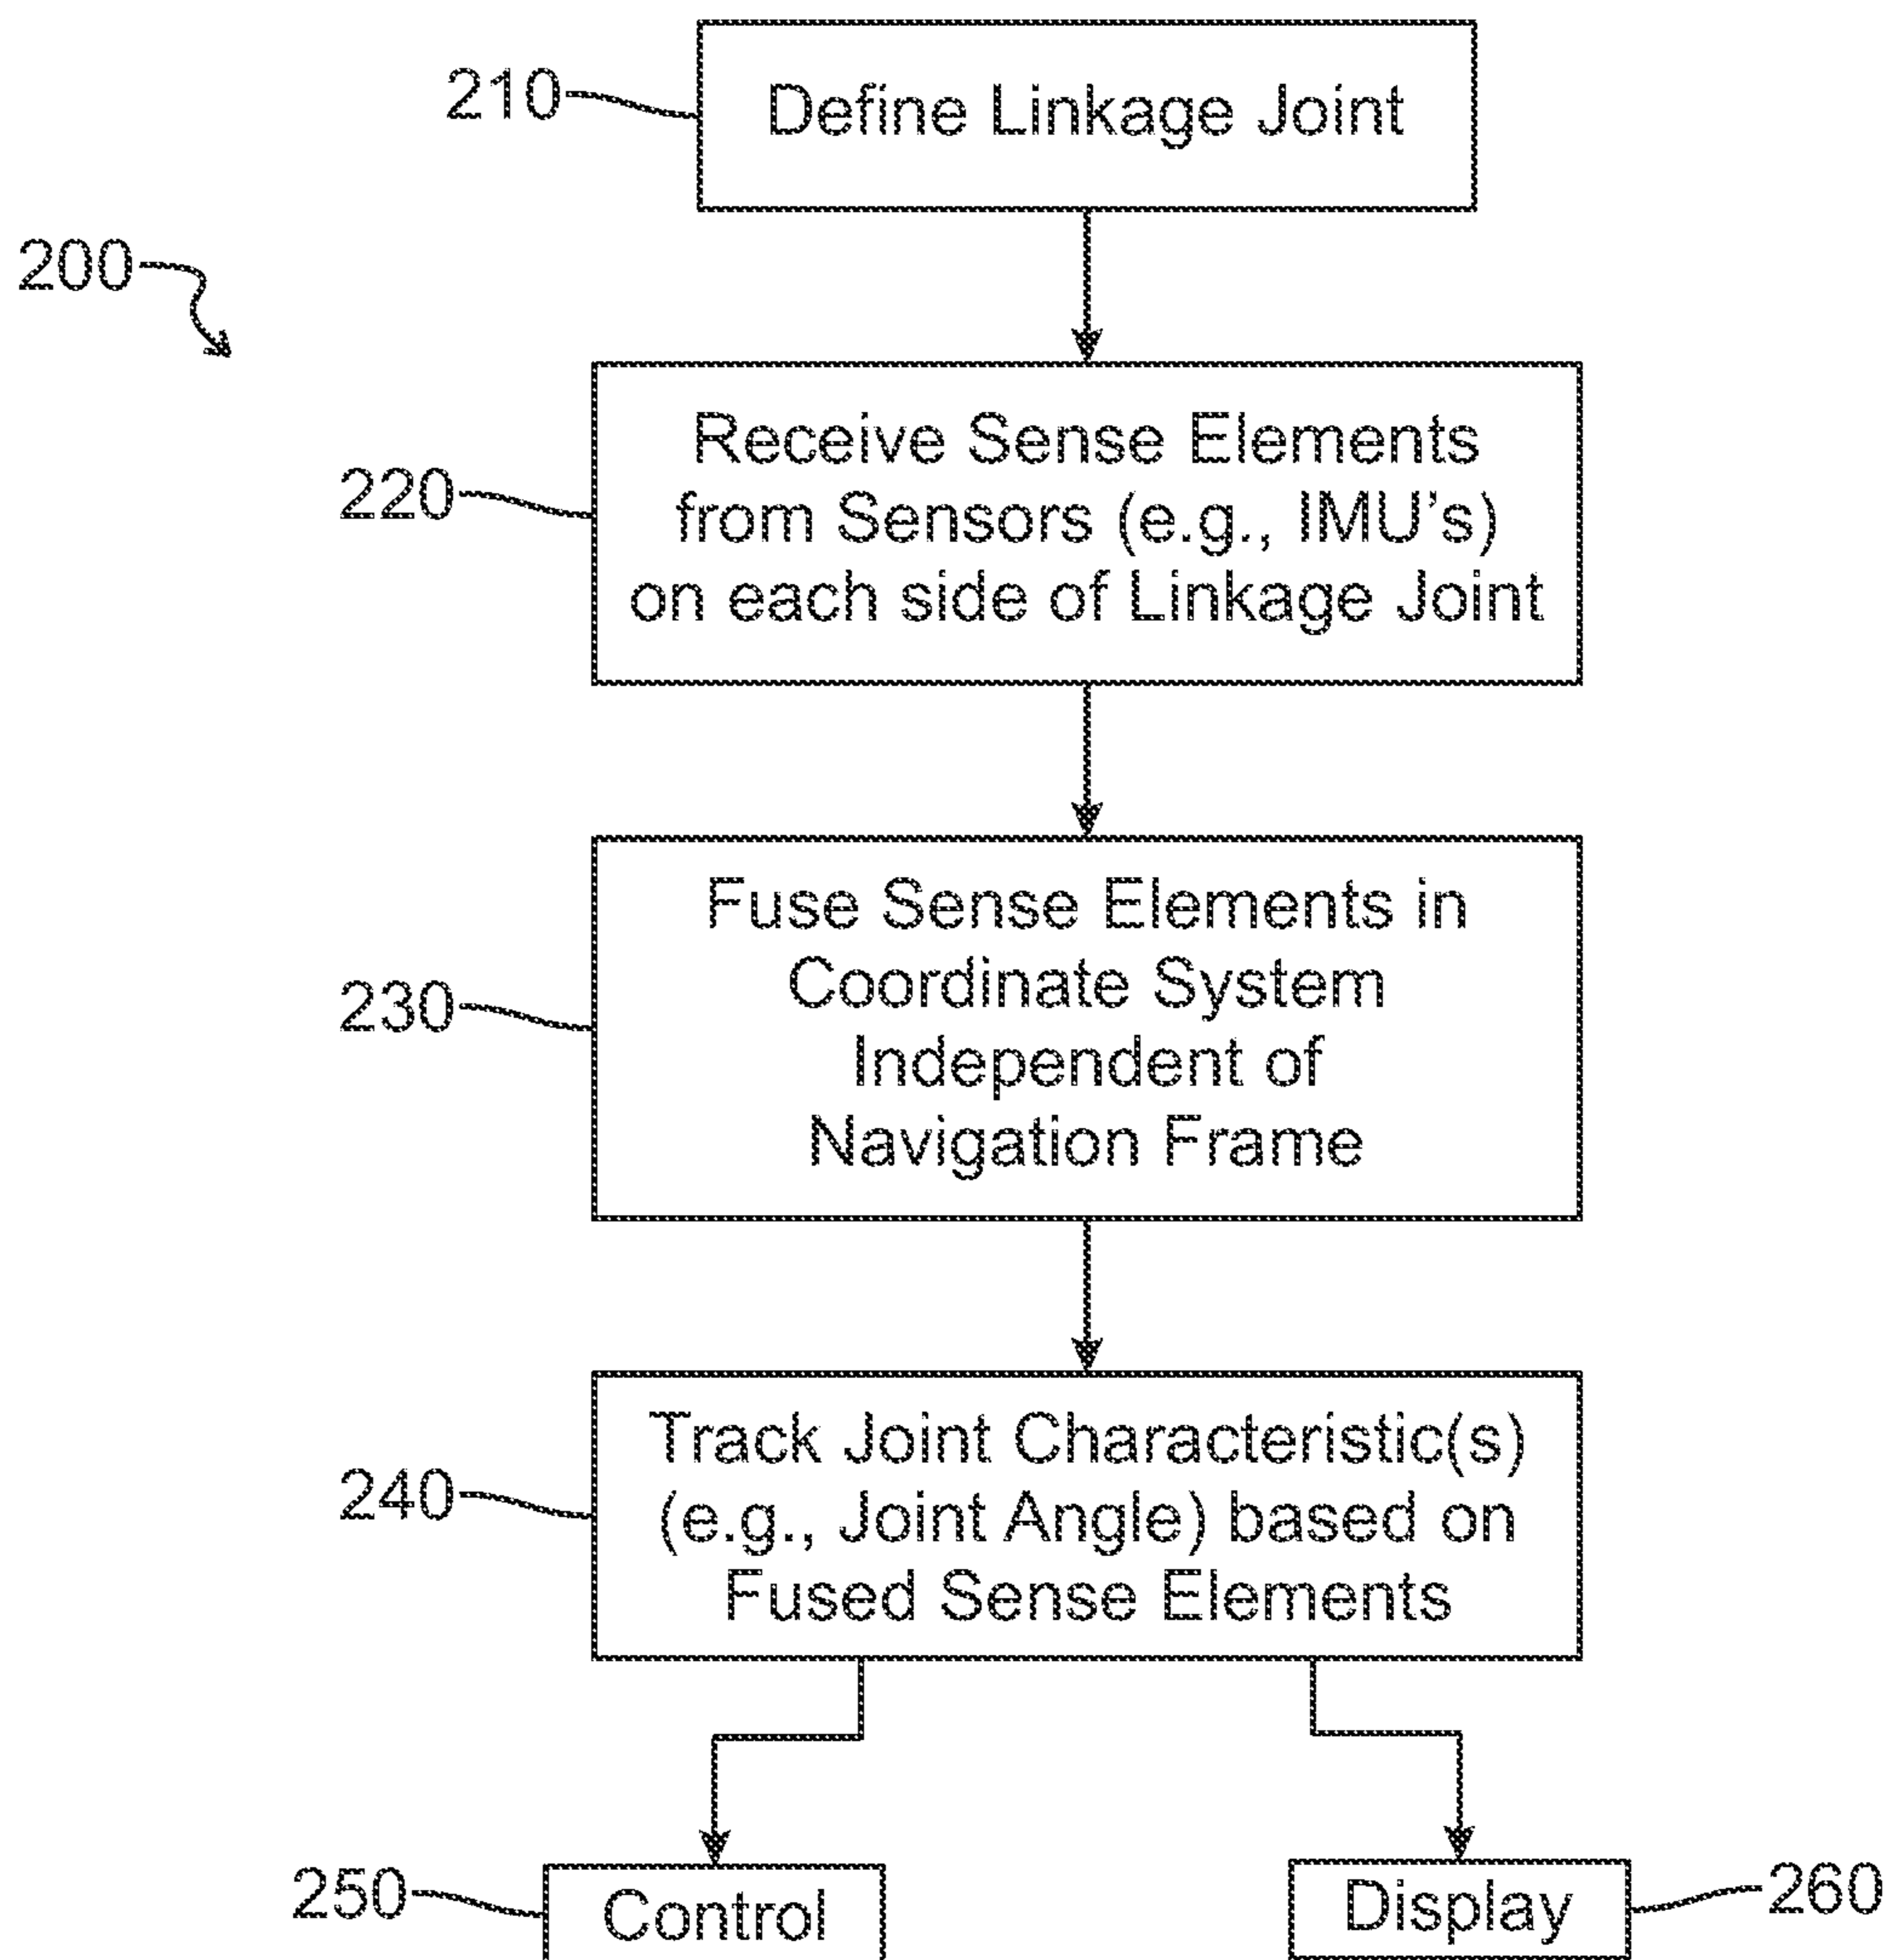 210
Define Linkage Joint
200
220
Receive Sense Elements
from Sensors (e.g., IMU's)
on each side of Linkage Joint
230
Fuse Sense Elements in
Coordinate System
Independent of
Navigation Frame
240
Track Joint Characteristic(s)
(e.g., Joint Angle) based on
Fused Sense Elements
250
Control
Display
260